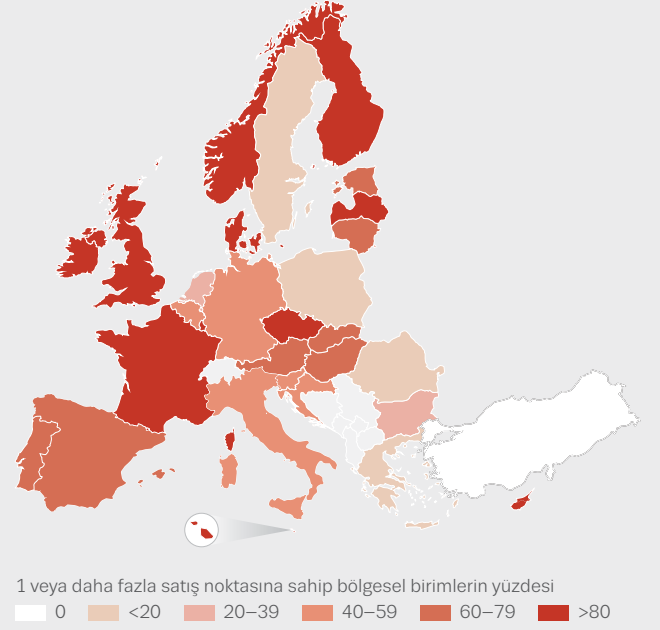 1 veya daha fazla satış noktasına sahip bölgesel birimlerin yüzdesi
0 <20 20–39 40–59 60–79 >80